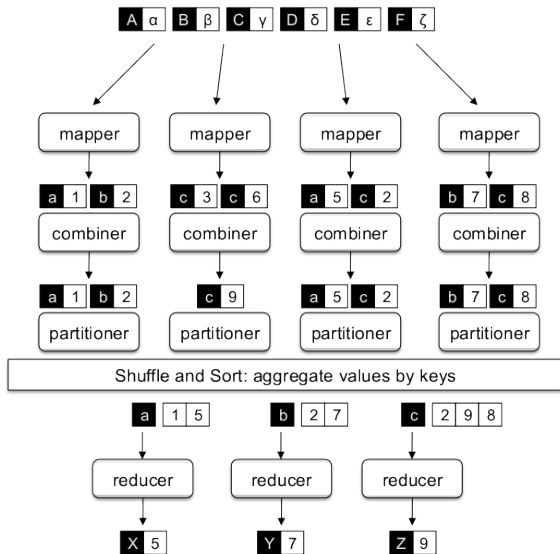 A α B β C γ D δ E ε F ζ
mapper mapper mapper mapper
a 1 b 2 c 3 c 6 a 5 c 2 b 7 c 8
combiner combiner combiner combiner
a 1 b 2 c 9 a 5 c 2 b 7 c 8
partitioner partitioner partitioner partitioner
Shuffle and Sort: aggregate values by keys
a 1 5 b 2 7 c 2 9 8
reducer reducer reducer
X 5 Y 7 Z 9